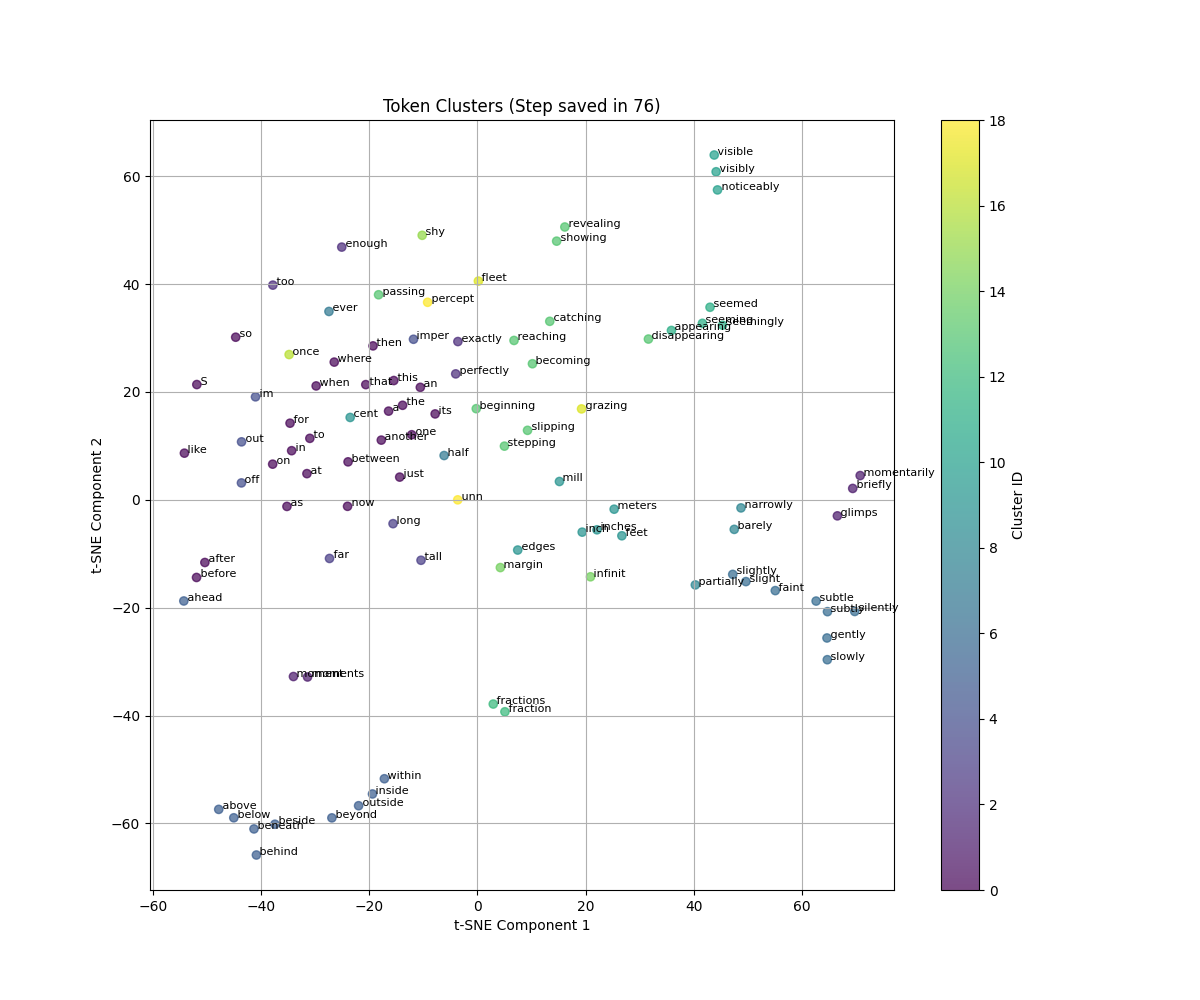 Token Clusters (Step saved in 76)
visible
visibly
noticeably
revealing
showing
shy
enough
too
fleet
passing
percept
ever
catching
seemed
seeming
seemingly
appearing
disappearing
so
then
imper
exactly
reaching
once
where
becoming
perfectly
S
when
that
this
an
im
the
a
its
cent
beginning
grazing
for
to
another
one
slipping
stepping
out
in
on
between
half
like
at
just
off
mill
momentarily
briefly
glimps
as
now
unn
meters
narrowly
long
inch
inches
feet
barely
far
tall
edges
margin
infinit
after
before
ahead
slightly
slight
partially
faint
subtle
subtly
silently
gently
slowly
moment
moments
fractions
fraction
within
inside
outside
beyond
above
below
beside
beneath
behind
60
40
20
0
−20
−40
−60
−60
−40
−20
0
20
40
60
t-SNE Component 1
t-SNE Component 2
18
16
14
12
10
8
6
4
2
0
Cluster ID